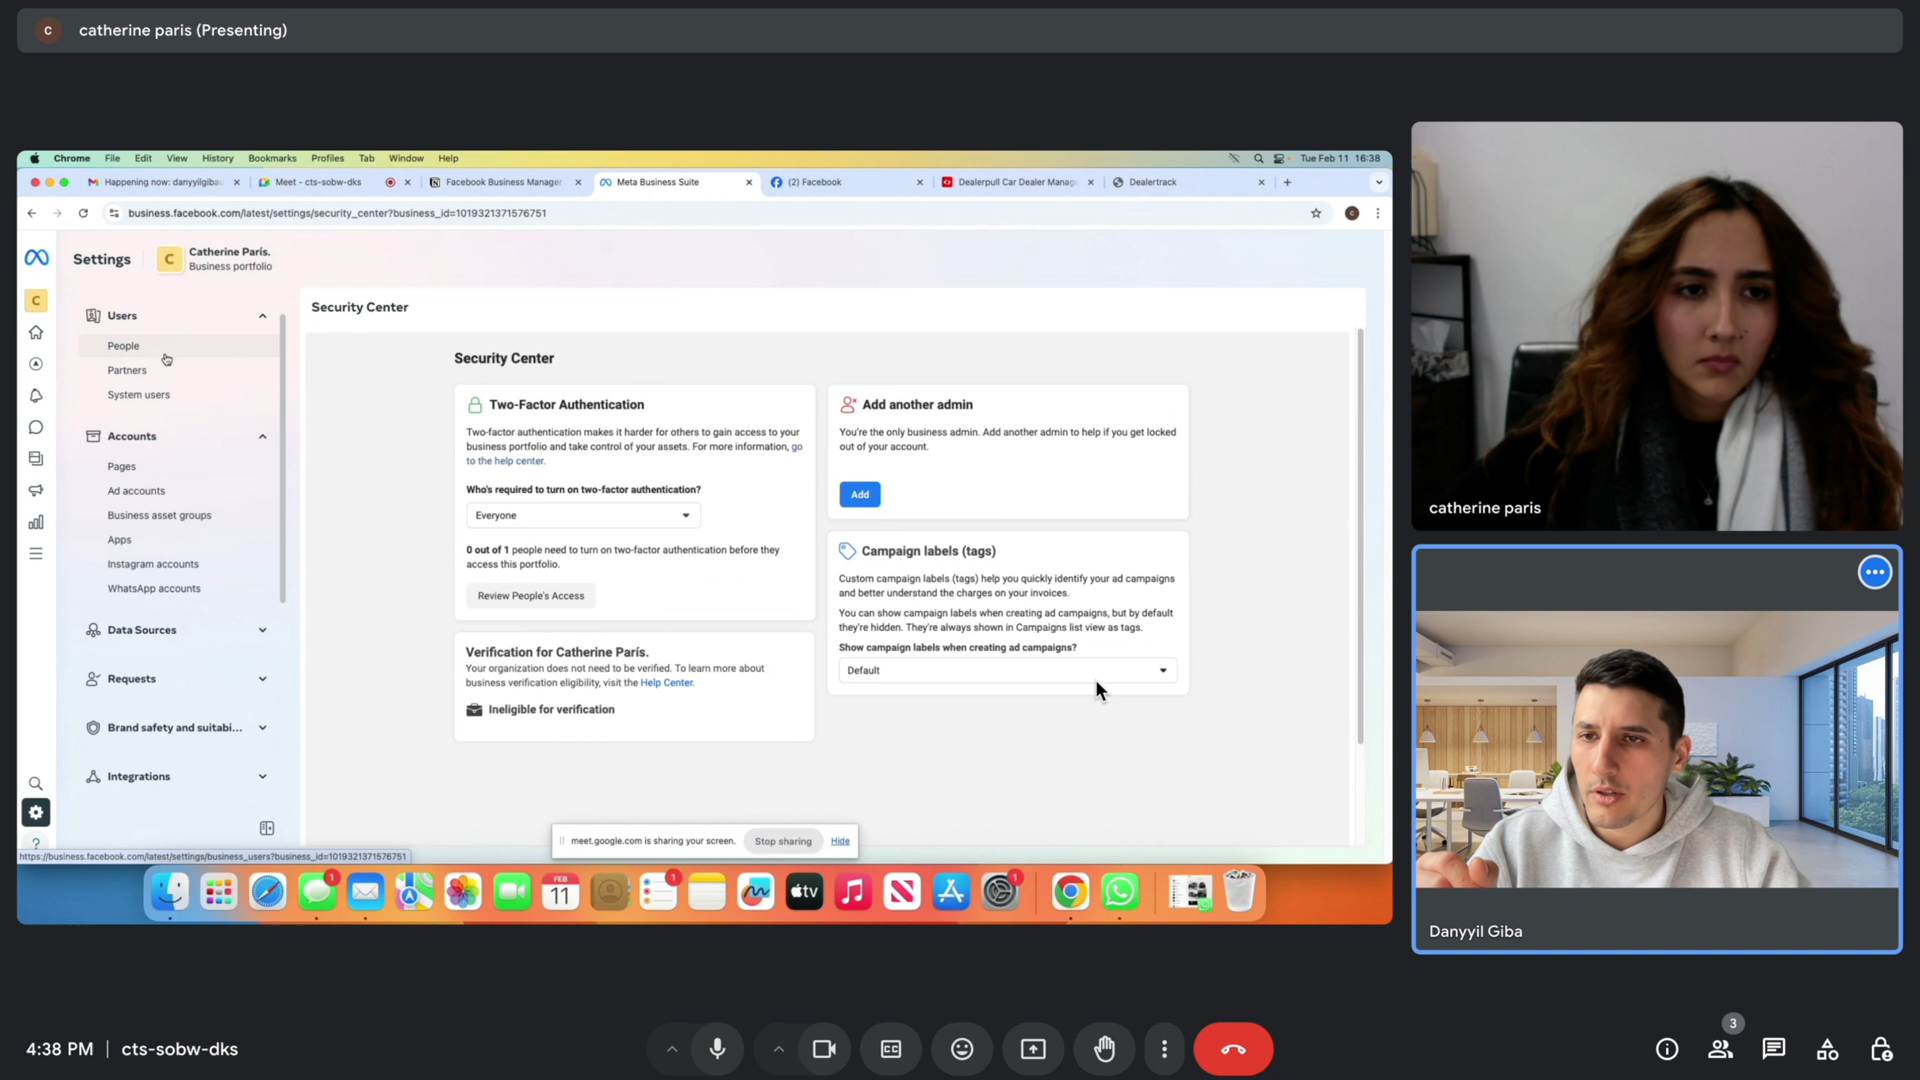 C
catherine paris (Presenting)
Chrome File Edit View History Bookmarks Profiles Tab Window Help
Tue Feb 11 16:38
Happening now: danyyilgiba
Meet - cts-sobw-dks
Facebook Business Manager
Meta Business Suite
(2) Facebook
Dealerpull Car Dealer Manag
Dealertrack
business.facebook.com/latest/settings/security_center?business_id=1019321371576751
C
Settings
C
Catherine París.
Business portfolio
C
Users
People
Partners
System users
Accounts
Pages
Ad accounts
Business asset groups
Apps
Instagram accounts
WhatsApp accounts
Data Sources
Requests
Brand safety and suitabi...
Integrations
?
https://business.facebook.com/latest/settings/business_users?business_id=1019321371576751
Security Center
Security Center
Two-Factor Authentication
Two-factor authentication makes it harder for others to gain access to your
business portfolio and take control of your assets. For more information, go
to the help center.
Who's required to turn on two-factor authentication?
Everyone
0 out of 1 people need to turn on two-factor authentication before they
access this portfolio.
Review People's Access
Verification for Catherine París.
Your organization does not need to be verified. To learn more about
business verification eligibility, visit the Help Center.
Ineligible for verification
Add another admin
You're the only business admin. Add another admin to help if you get locked
out of your account.
Add
Campaign labels (tags)
Custom campaign labels (tags) help you quickly identify your ad campaigns
and better understand the charges on your invoices.
You can show campaign labels when creating ad campaigns, but by default
they're hidden. They're always shown in Campaigns list view as tags.
Show campaign labels when creating ad campaigns?
Default
meet.google.com is sharing your screen.
Stop sharing
Hide
1
FEB
11
1
tv
1
catherine paris
Danyyil Giba
4:38 PM | cts-sobw-dks
CC
3